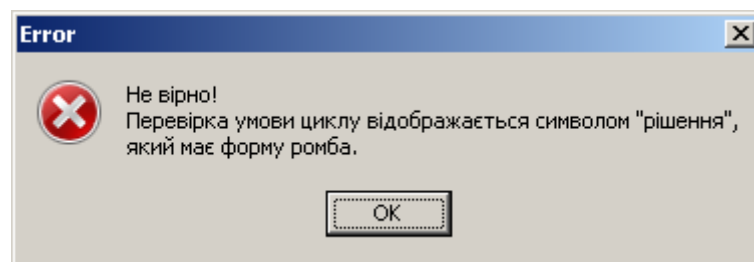 Error
Не вірно!
Перевірка умови циклу відображається символом "рішення",
який має форму ромба.
OK